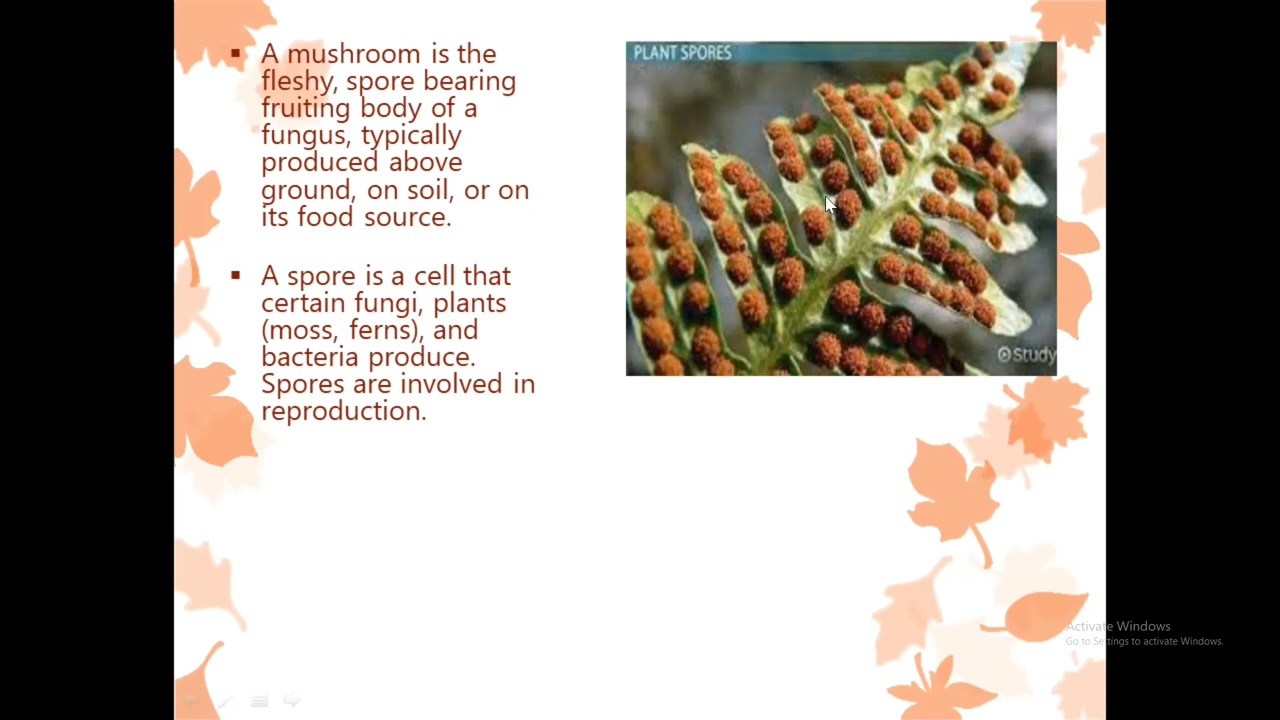 A mushroom is the
fleshy, spore bearing
fruiting body of a
fungus, typically
produced above
ground, on soil, or on
its food source.
A spore is a cell that
certain fungi, plants
(moss, ferns), and
bacteria produce.
Spores are involved in
reproduction.
PLANT SPORES
Study
Activate Windows
Go to Settings to activate Windows.